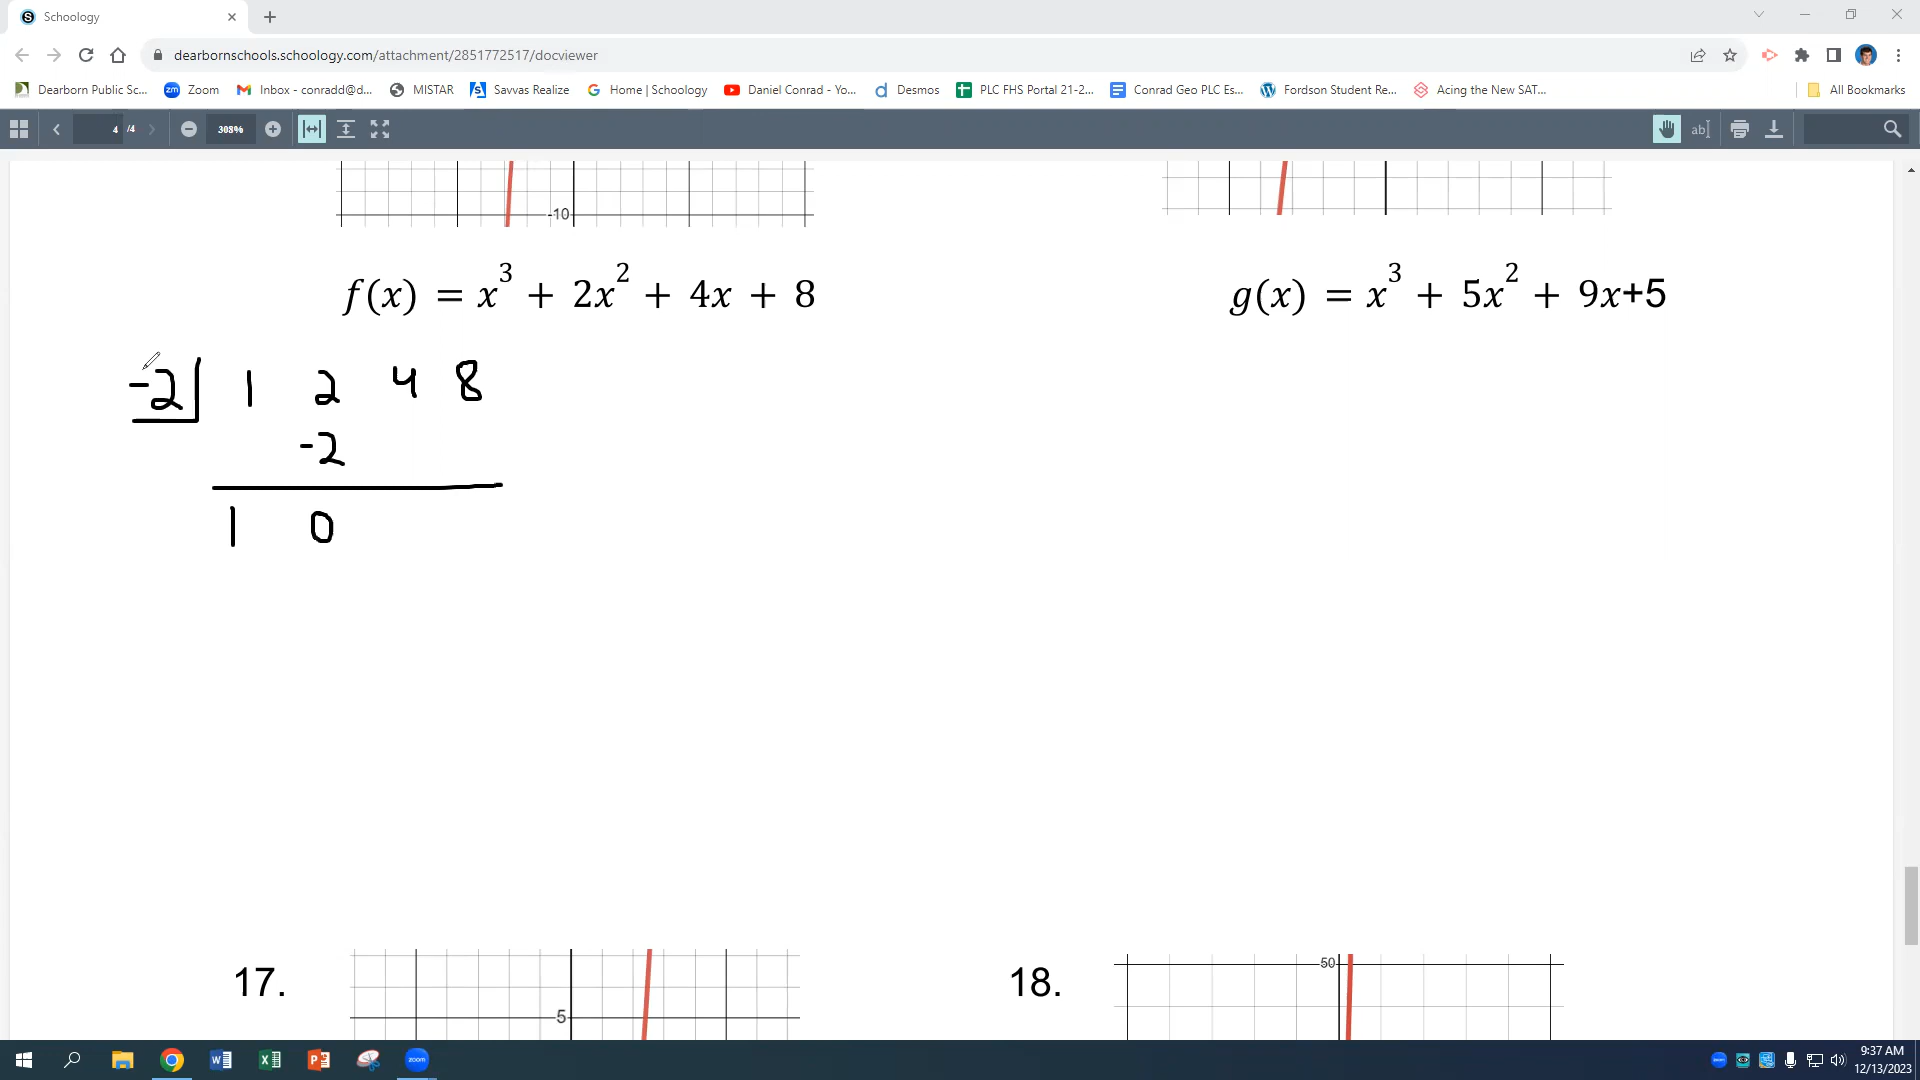 Schoology
dearbornschools.schoology.com/attachment/2851772517/docviewer
Dearborn Public Sc... Zoom Inbox - conradd@d... MISTAR Savvas Realize Home | Schoology Daniel Conrad - Yo... Desmos PLC FHS Portal 21-2... Conrad Geo PLC Es... Fordson Student Re... Acing the New SAT... All Bookmarks
4 /4 308% ab
-10
f(x) = x³ + 2x² + 4x + 8 g(x) = x³ + 5x² + 9x+5
-2 1 2 4 8
-2
1 0
17. 18.
50
5
zoom
9:37 AM
12/13/2023